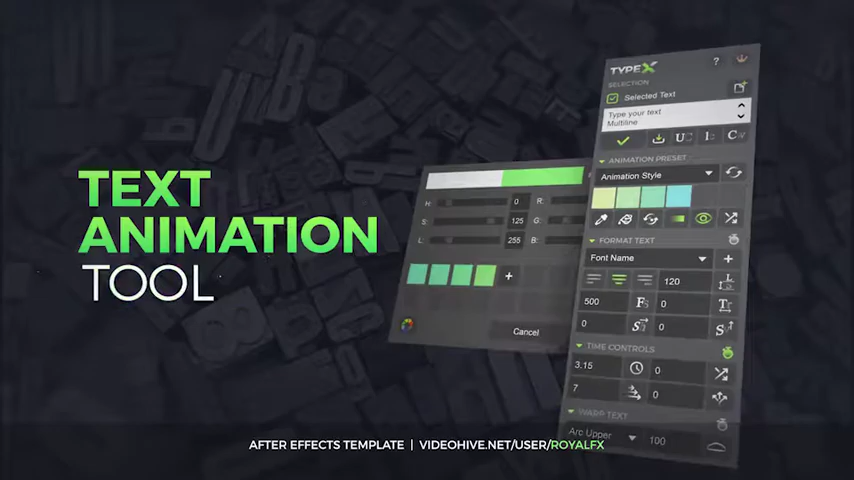 TEXT
ANIMATION
TOOL
TYPEX ?
SELECTION
Selected Text
Type your text
Multiline
ANIMATION PRESET
Animation Style
FORMAT TEXT
Font Name +
120
500 0
0 0
TIME CONTROLS
3.15 0
7 0
WARP TEXT
Arc Upper 100
H: 0 R:
S: 125 G:
L: 255 B:
+
Cancel
AFTER EFFECTS TEMPLATE | VIDEOHIVE.NET/USER/ROYALFX